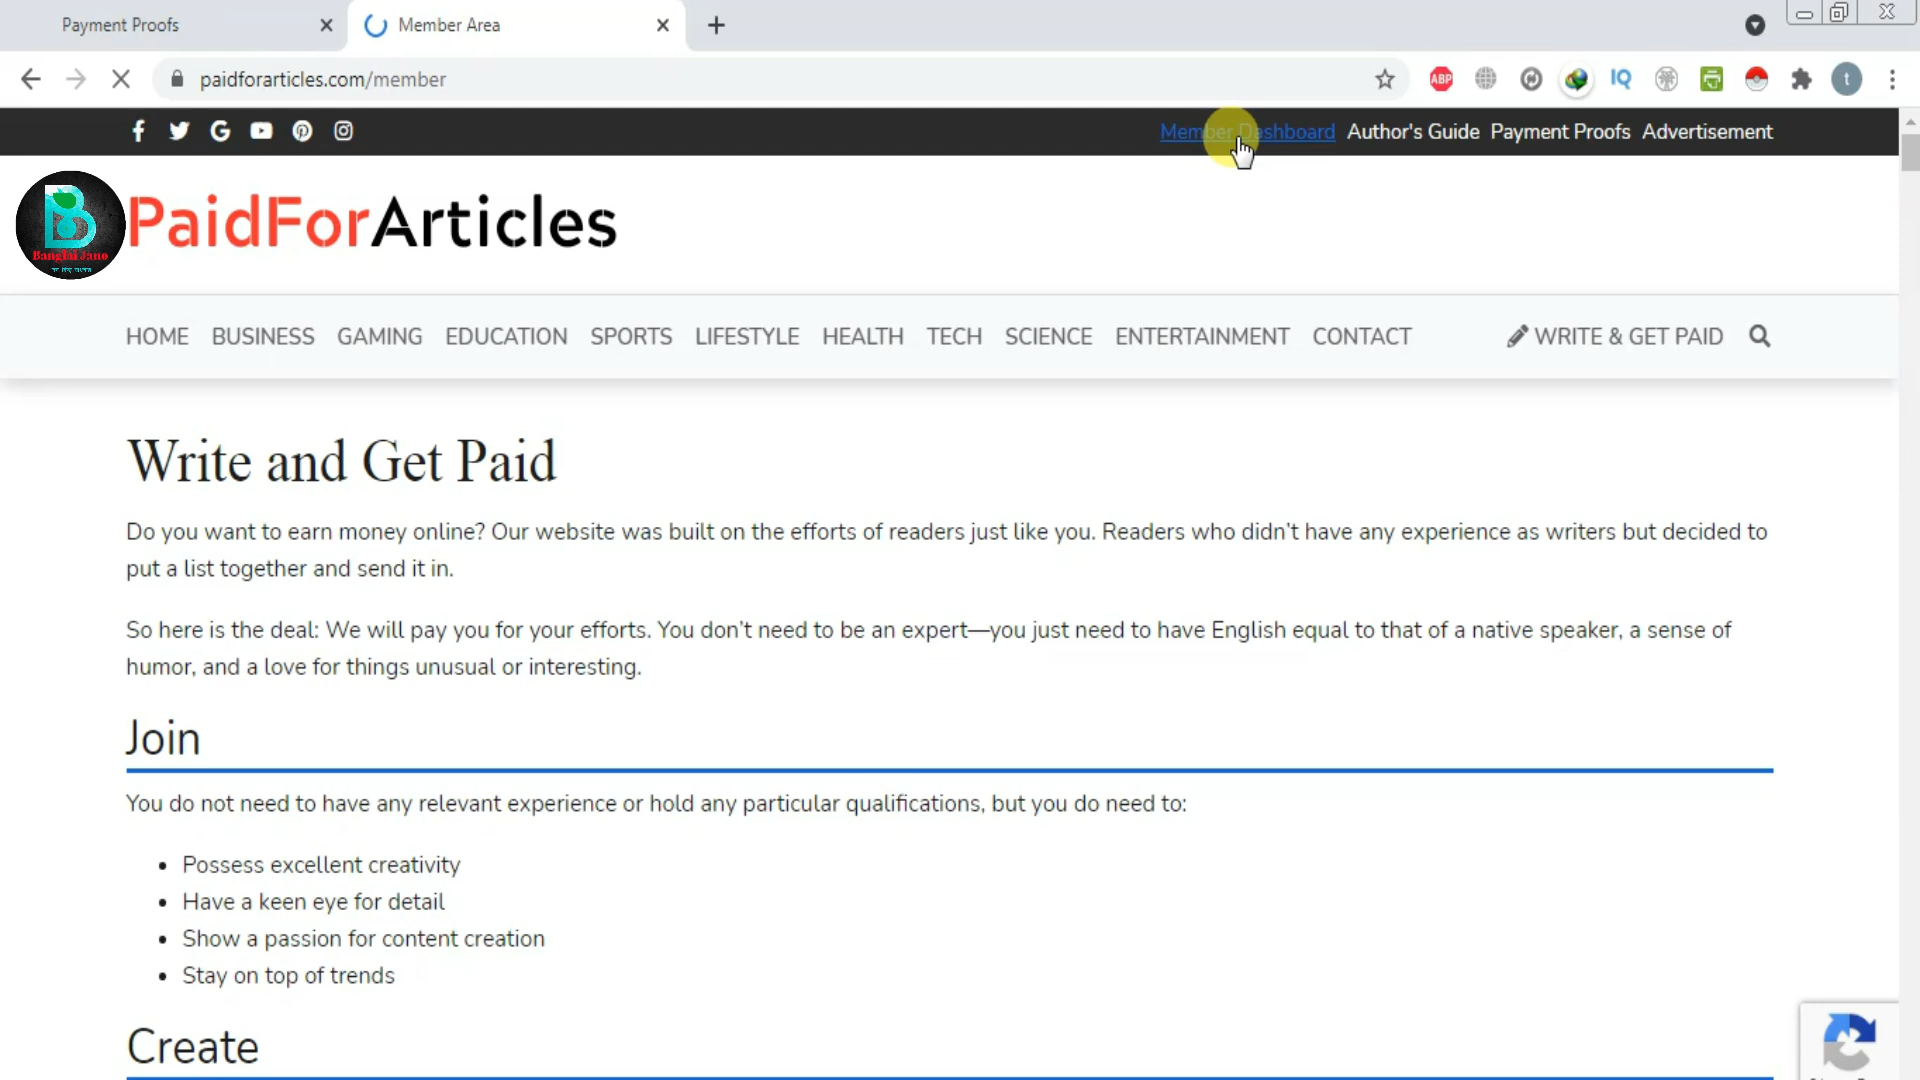 Payment Proofs
Member Area
paidforarticles.com/member
ABP
IQ
t
Member Dashboard Author's Guide Payment Proofs Advertisement
B
Banglai Jano
PaidForArticles
HOME BUSINESS GAMING EDUCATION SPORTS LIFESTYLE HEALTH TECH SCIENCE ENTERTAINMENT CONTACT WRITE & GET PAID
Write and Get Paid
Do you want to earn money online? Our website was built on the efforts of readers just like you. Readers who didn't have any experience as writers but decided to
put a list together and send it in.
So here is the deal: We will pay you for your efforts. You don't need to be an expert—you just need to have English equal to that of a native speaker, a sense of
humor, and a love for things unusual or interesting.
Join
You do not need to have any relevant experience or hold any particular qualifications, but you do need to:
• Possess excellent creativity
• Have a keen eye for detail
• Show a passion for content creation
• Stay on top of trends
Create